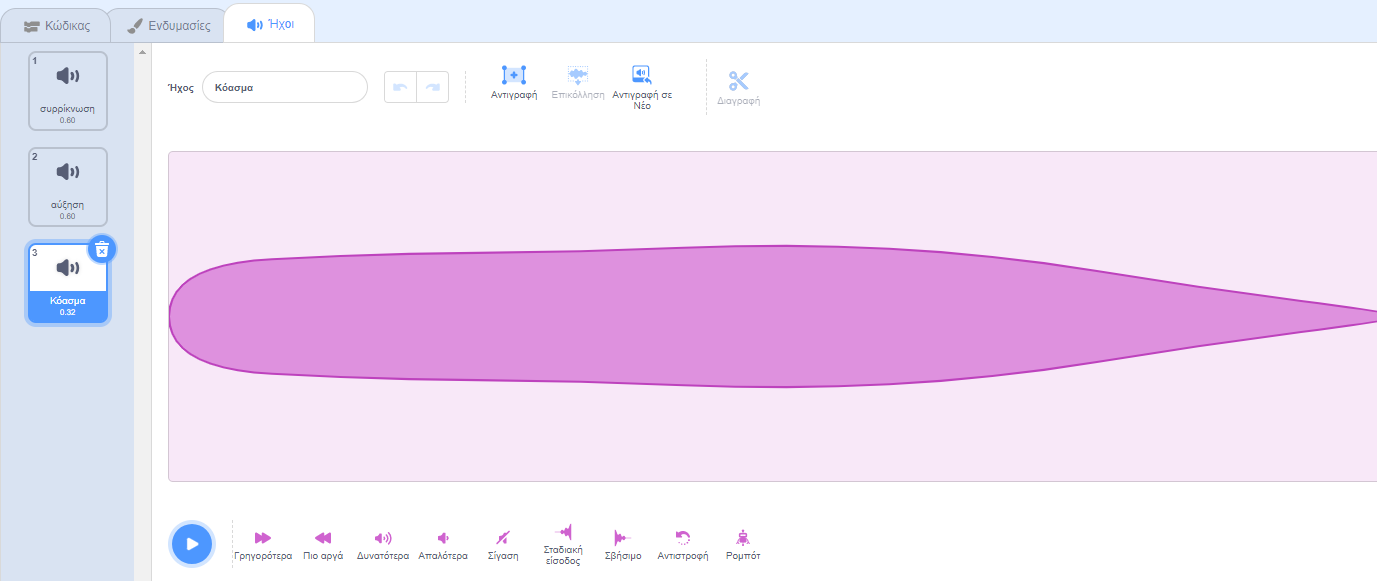 Κώδικας
Ενδυμασίες
Ήχοι
1
συρρίκνωση
0.60
2
αύξηση
0.60
3
Κόασμα
0.32
Ήχος
Κόασμα
Αντιγραφή
Επικόλληση
Αντιγραφή σε
Νέο
Διαγραφή
Γρηγορότερα
Πιο αργά
Δυνατότερα
Απαλότερα
Σίγαση
Σταδιακή
είσοδος
Σβήσιμο
Αντιστροφή
Ρομπότ